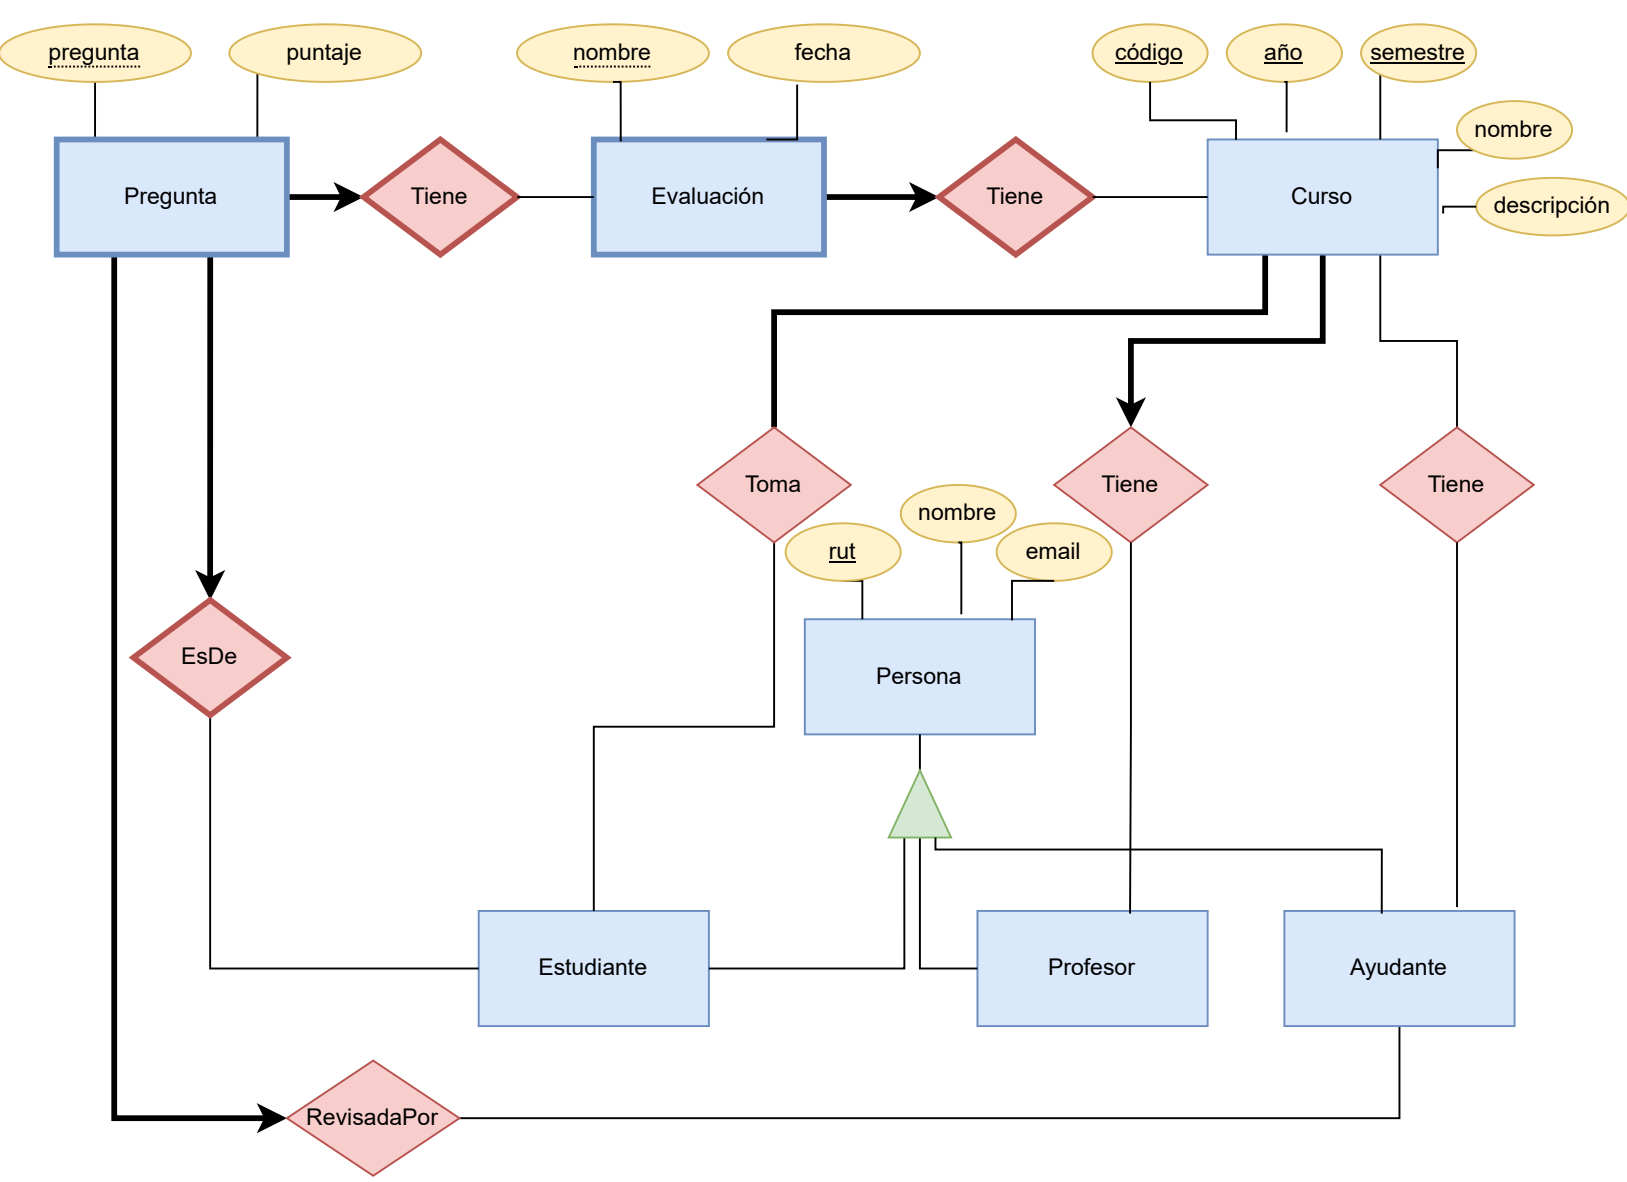 pregunta
puntaje
nombre
fecha
código
año
semestre
nombre
descripción
Pregunta
Tiene
Evaluación
Tiene
Curso
Toma
Tiene
Tiene
nombre
rut
email
EsDe
Persona
Estudiante
Profesor
Ayudante
RevisadaPor